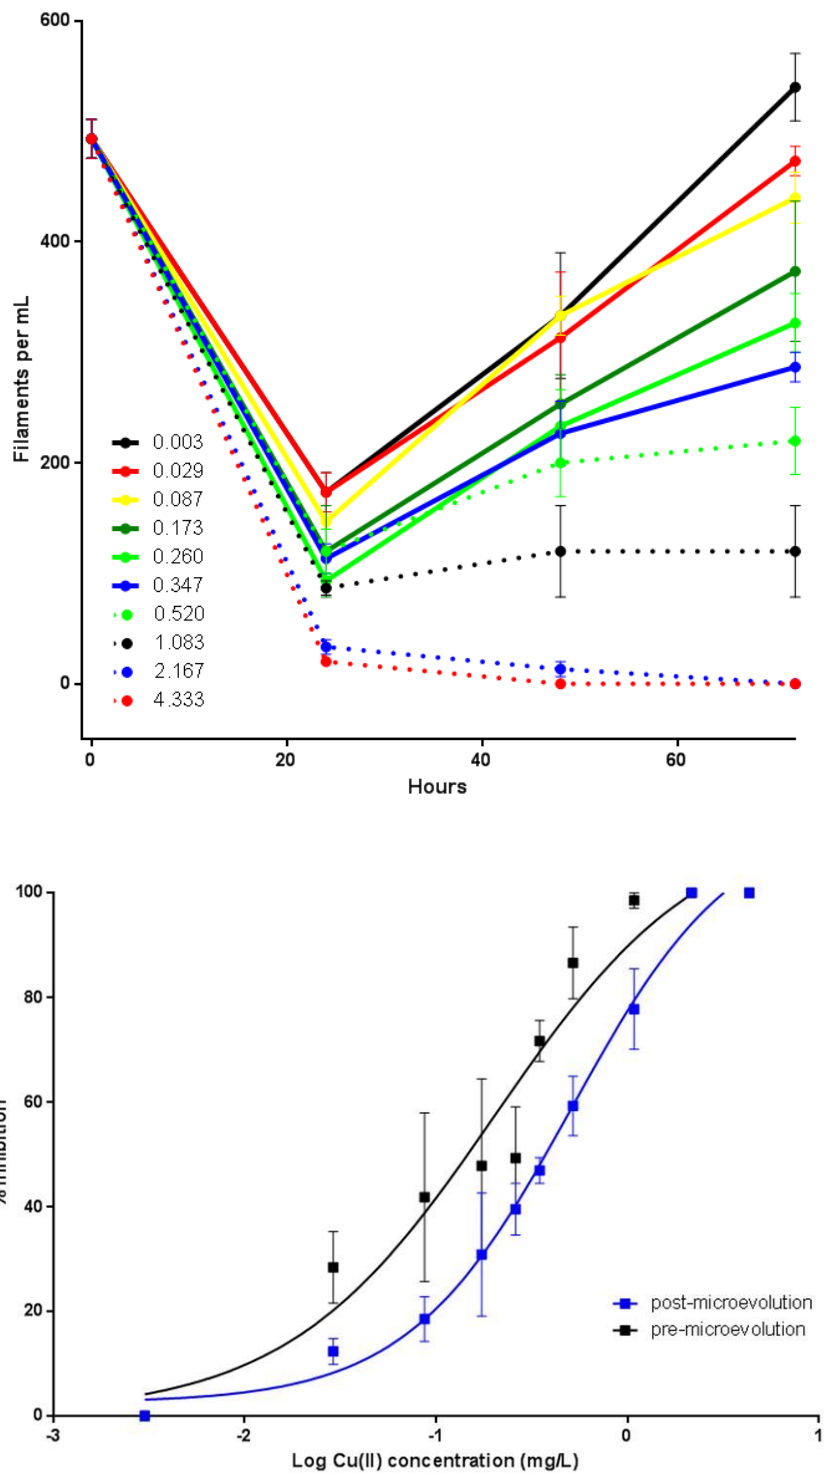 600
400
200
0
Filaments per mL
0.003
0.029
0.087
0.173
0.260
0.347
0.520
1.083
2.167
4.333
0 20 40 60
Hours
100
80
60
40
20
0
post-microevolution
pre-microevolution
-3 -2 -1 0 1
Log Cu(II) concentration (mg/L)